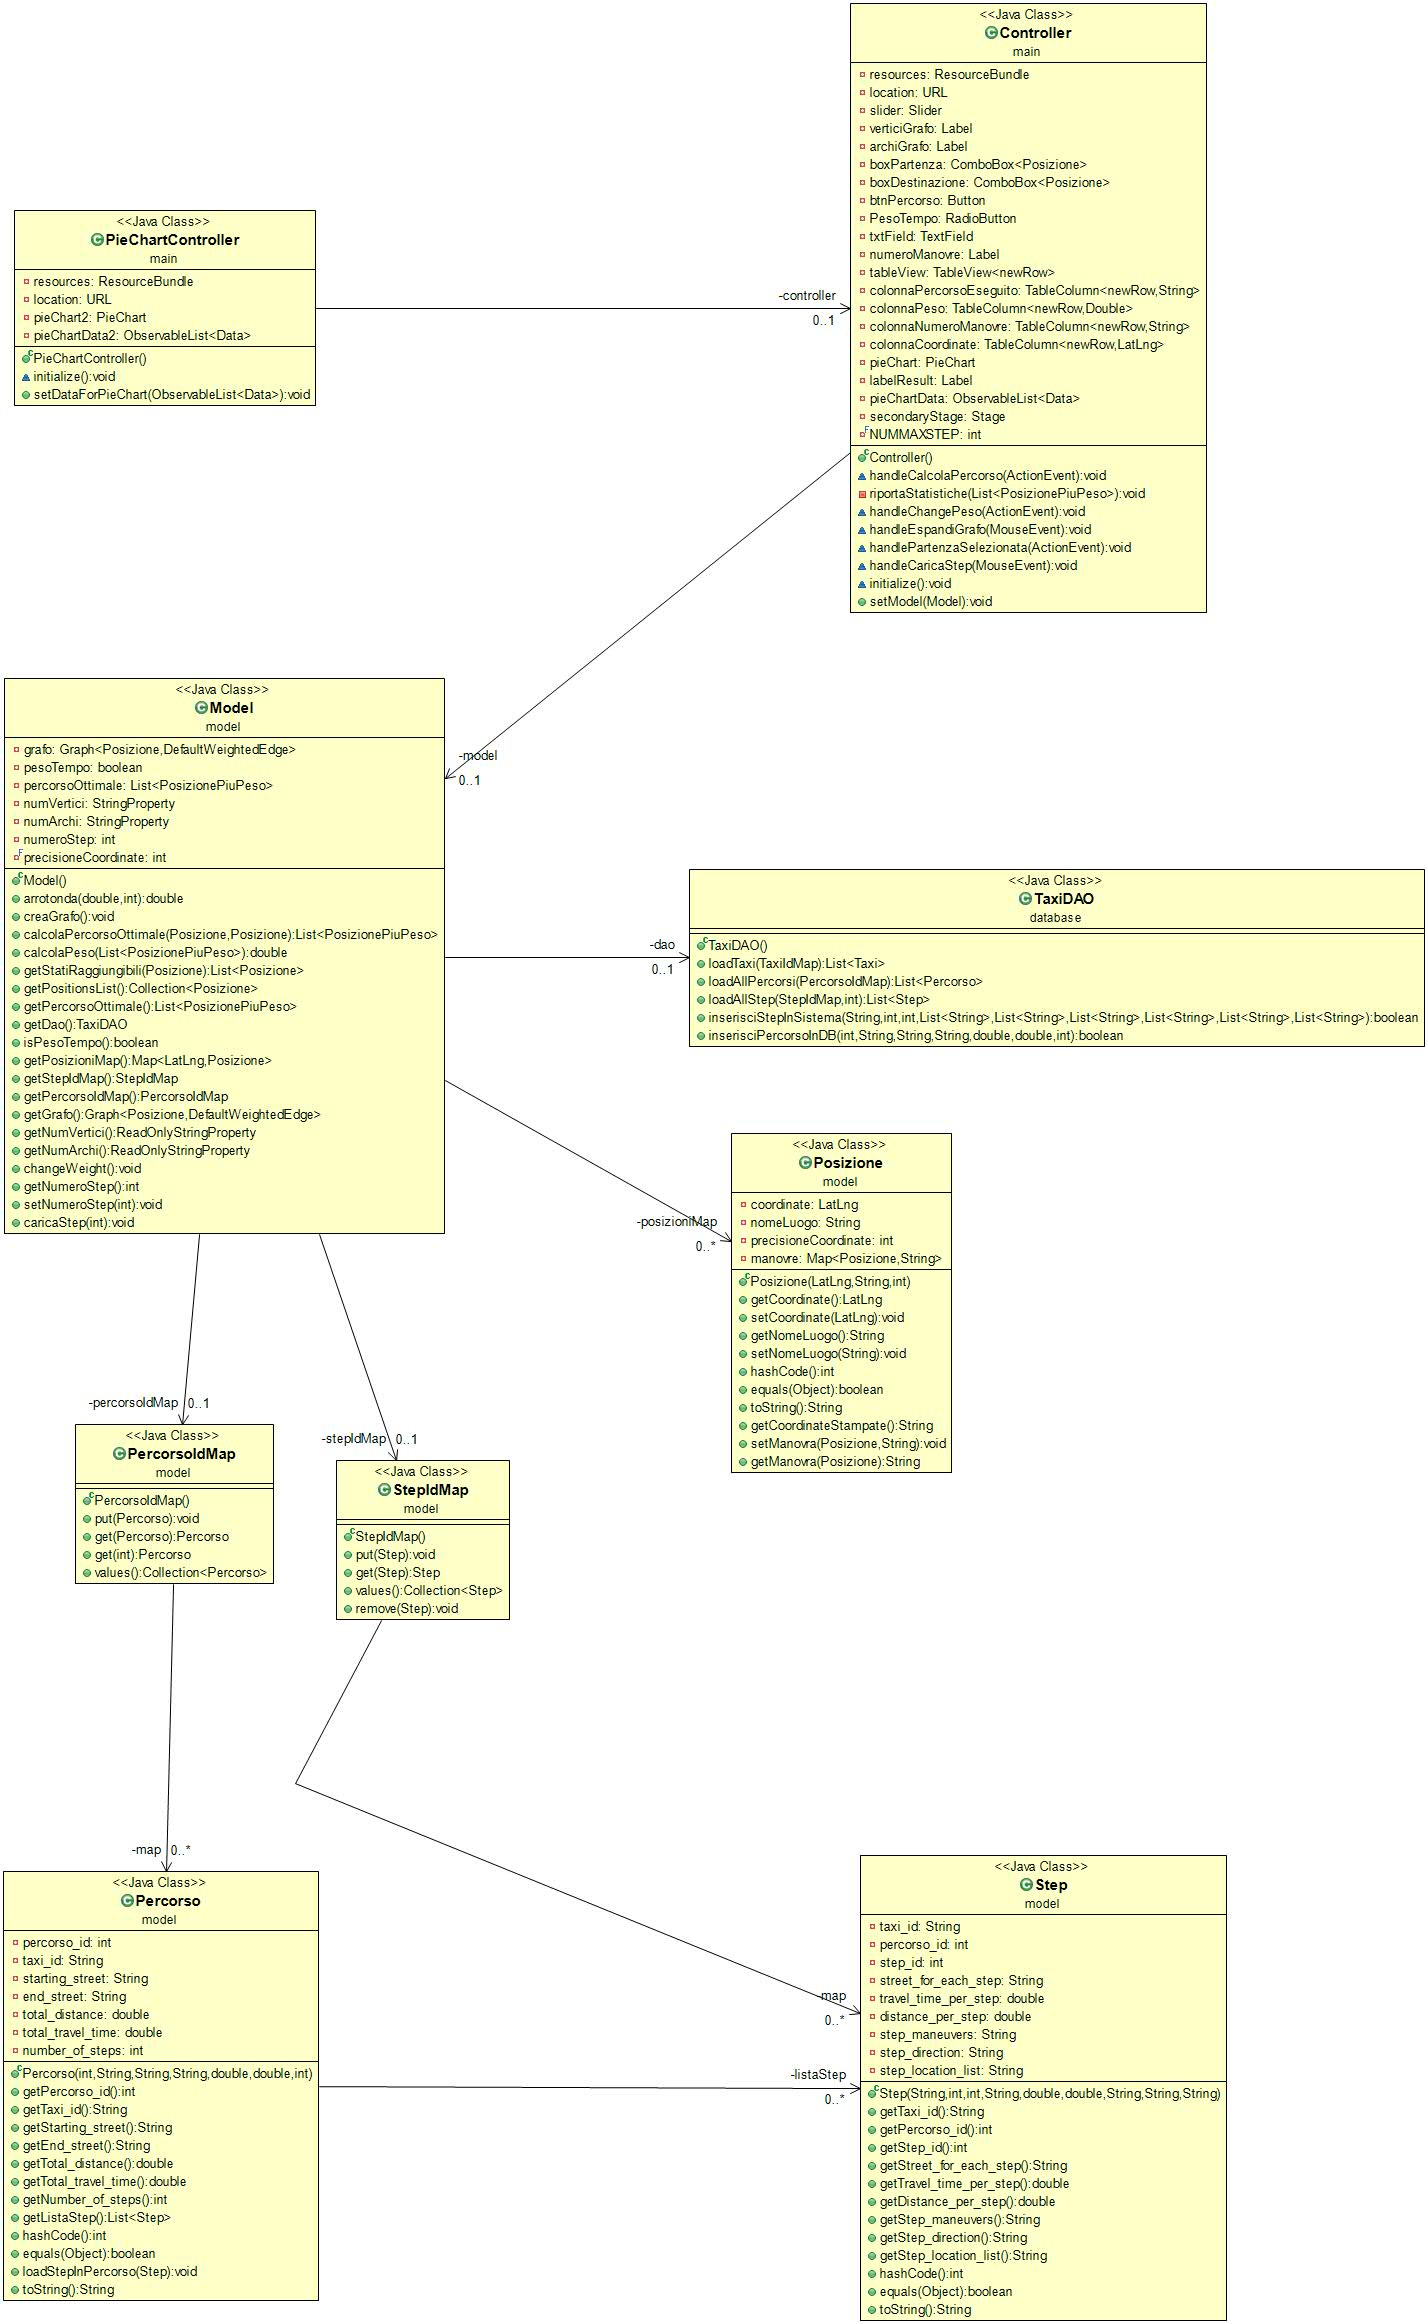 <<Java Class>>
Controller
main
resources: ResourceBundle
location: URL
slider: Slider
verticiGrafo: Label
archiGrafo: Label
boxPartenza: ComboBox<Posizione>
boxDestinazione: ComboBox<Posizione>
btnPercorso: Button
PesoTempo: RadioButton
txtField: TextField
numeroManovre: Label
tableView: TableView<newRow>
colonnaPercorsoEseguito: TableColumn<newRow,String>
colonnaPeso: TableColumn<newRow,Double>
colonnaNumeroManovre: TableColumn<newRow,String>
colonnaCoordinate: TableColumn<newRow,LatLng>
pieChart: PieChart
labelResult: Label
pieChartData: ObservableList<Data>
secondaryStage: Stage
NUMMAXSTEP: int
Controller()
handleCalcolaPercorso(ActionEvent):void
riportaStatistiche(List<PosizionePiuPeso>):void
handleChangePeso(ActionEvent):void
handleEspandiGrafo(MouseEvent):void
handlePartenzaSelezionata(ActionEvent):void
handleCaricaStep(MouseEvent):void
initialize():void
setModel(Model):void
<<Java Class>>
PieChartController
main
resources: ResourceBundle
location: URL
pieChart2: PieChart
pieChartData2: ObservableList<Data>
PieChartController()
initialize():void
setDataForPieChart(ObservableList<Data>):void
-controller
0..1
<<Java Class>>
Model
model
grafo: Graph<Posizione,DefaultWeightedEdge>
pesoTempo: boolean
percorsoOttimale: List<PosizionePiuPeso>
numVertici: StringProperty
numArchi: StringProperty
numeroStep: int
precisioneCoordinate: int
Model()
arrotonda(double,int):double
creaGrafo():void
calcolaPercorsoOttimale(Posizione,Posizione):List<PosizionePiuPeso>
calcolaPeso(List<PosizionePiuPeso>):double
getStatiRaggiungibili(Posizione):List<Posizione>
getPositionsList():Collection<Posizione>
getPercorsoOttimale():List<PosizionePiuPeso>
getDao():TaxiDAO
isPesoTempo():boolean
getPosizioniMap():Map<LatLng,Posizione>
getStepIdMap():StepIdMap
getPercorsoIdMap():PercorsoIdMap
getGrafo():Graph<Posizione,DefaultWeightedEdge>
getNumVertici():ReadOnlyStringProperty
getNumArchi():ReadOnlyStringProperty
changeWeight():void
getNumeroStep():int
setNumeroStep(int):void
caricaStep(int):void
-model
0..1
-dao
0..1
<<Java Class>>
TaxiDAO
database
TaxiDAO()
loadTaxi(TaxiIdMap):List<Taxi>
loadAllPercorsi(PercorsoIdMap):List<Percorso>
loadAllStep(StepIdMap,int):List<Step>
inserisciStepInSistema(String,int,int,List<String>,List<String>,List<String>,List<String>,List<String>,List<String>):boolean
inserisciPercorsoInDB(int,String,String,String,double,double,int):boolean
-posizioniMap
0..*
<<Java Class>>
Posizione
model
coordinate: LatLng
nomeLuogo: String
precisioneCoordinate: int
manovre: Map<Posizione,String>
Posizione(LatLng,String,int)
getCoordinate():LatLng
setCoordinate(LatLng):void
getNomeLuogo():String
setNomeLuogo(String):void
hashCode():int
equals(Object):boolean
toString():String
getCoordinateStampate():String
setManovra(Posizione,String):void
getManovra(Posizione):String
-percorsoIdMap 0..1
<<Java Class>>
PercorsoIdMap
model
PercorsoIdMap()
put(Percorso):void
get(Percorso):Percorso
get(int):Percorso
values():Collection<Percorso>
-stepIdMap 0..1
<<Java Class>>
StepIdMap
model
StepIdMap()
put(Step):void
get(Step):Step
values():Collection<Step>
remove(Step):void
-map 0..*
<<Java Class>>
Percorso
model
percorso_id: int
taxi_id: String
starting_street: String
end_street: String
total_distance: double
total_travel_time: double
number_of_steps: int
Percorso(int,String,String,String,double,double,int)
getPercorso_id():int
getTaxi_id():String
getStarting_street():String
getEnd_street():String
getTotal_distance():double
getTotal_travel_time():double
getNumber_of_steps():int
getListaStep():List<Step>
hashCode():int
equals(Object):boolean
loadStepInPercorso(Step):void
toString():String
-map
0..*
-listaStep
0..*
<<Java Class>>
Step
model
taxi_id: String
percorso_id: int
step_id: int
street_for_each_step: String
travel_time_per_step: double
distance_per_step: double
step_maneuvers: String
step_direction: String
step_location_list: String
Step(String,int,int,String,double,double,String,String,String)
getTaxi_id():String
getPercorso_id():int
getStep_id():int
getStreet_for_each_step():String
getTravel_time_per_step():double
getDistance_per_step():double
getStep_maneuvers():String
getStep_direction():String
getStep_location_list():String
hashCode():int
equals(Object):boolean
toString():String